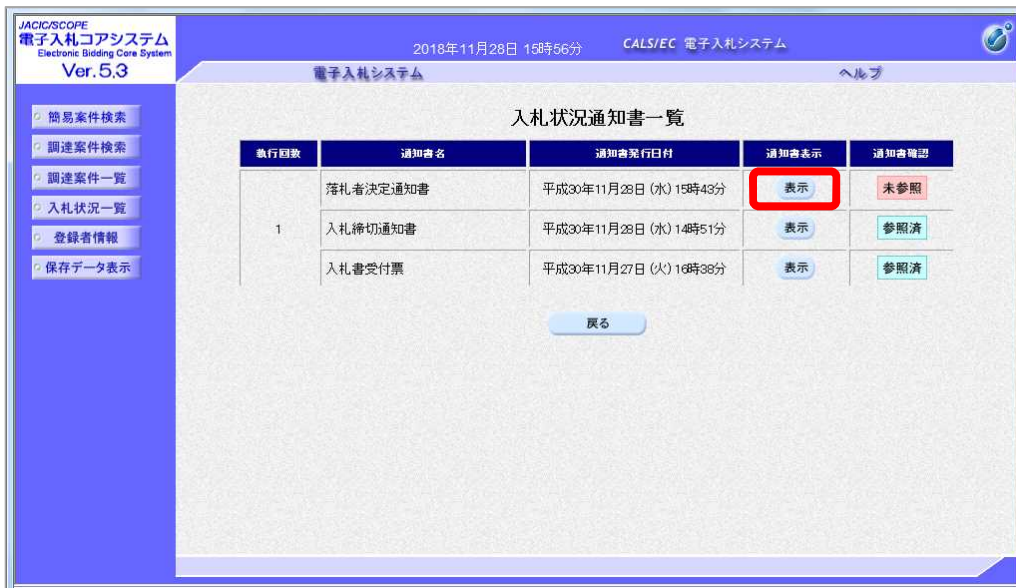 JACIC/SCOPE
電子入札コアシステム
Electronic Bidding Core System
Ver.5.3
2018年11月28日 15時56分
CALS/EC 電子入札システム
電子入札システム
ヘルプ
簡易案件検索
調達案件検索
調達案件一覧
入札状況一覧
登録者情報
保存データ表示
入札状況通知書一覧
執行回数 通知書名 通知書発行日付 通知書表示 通知書確認
落札者決定通知書 平成30年11月28日 (水) 15時43分 表示 未参照
1 入札締切通知書 平成30年11月28日 (水) 14時51分 表示 参照済
入札書受付票 平成30年11月27日 (火) 16時38分 表示 参照済
戻る